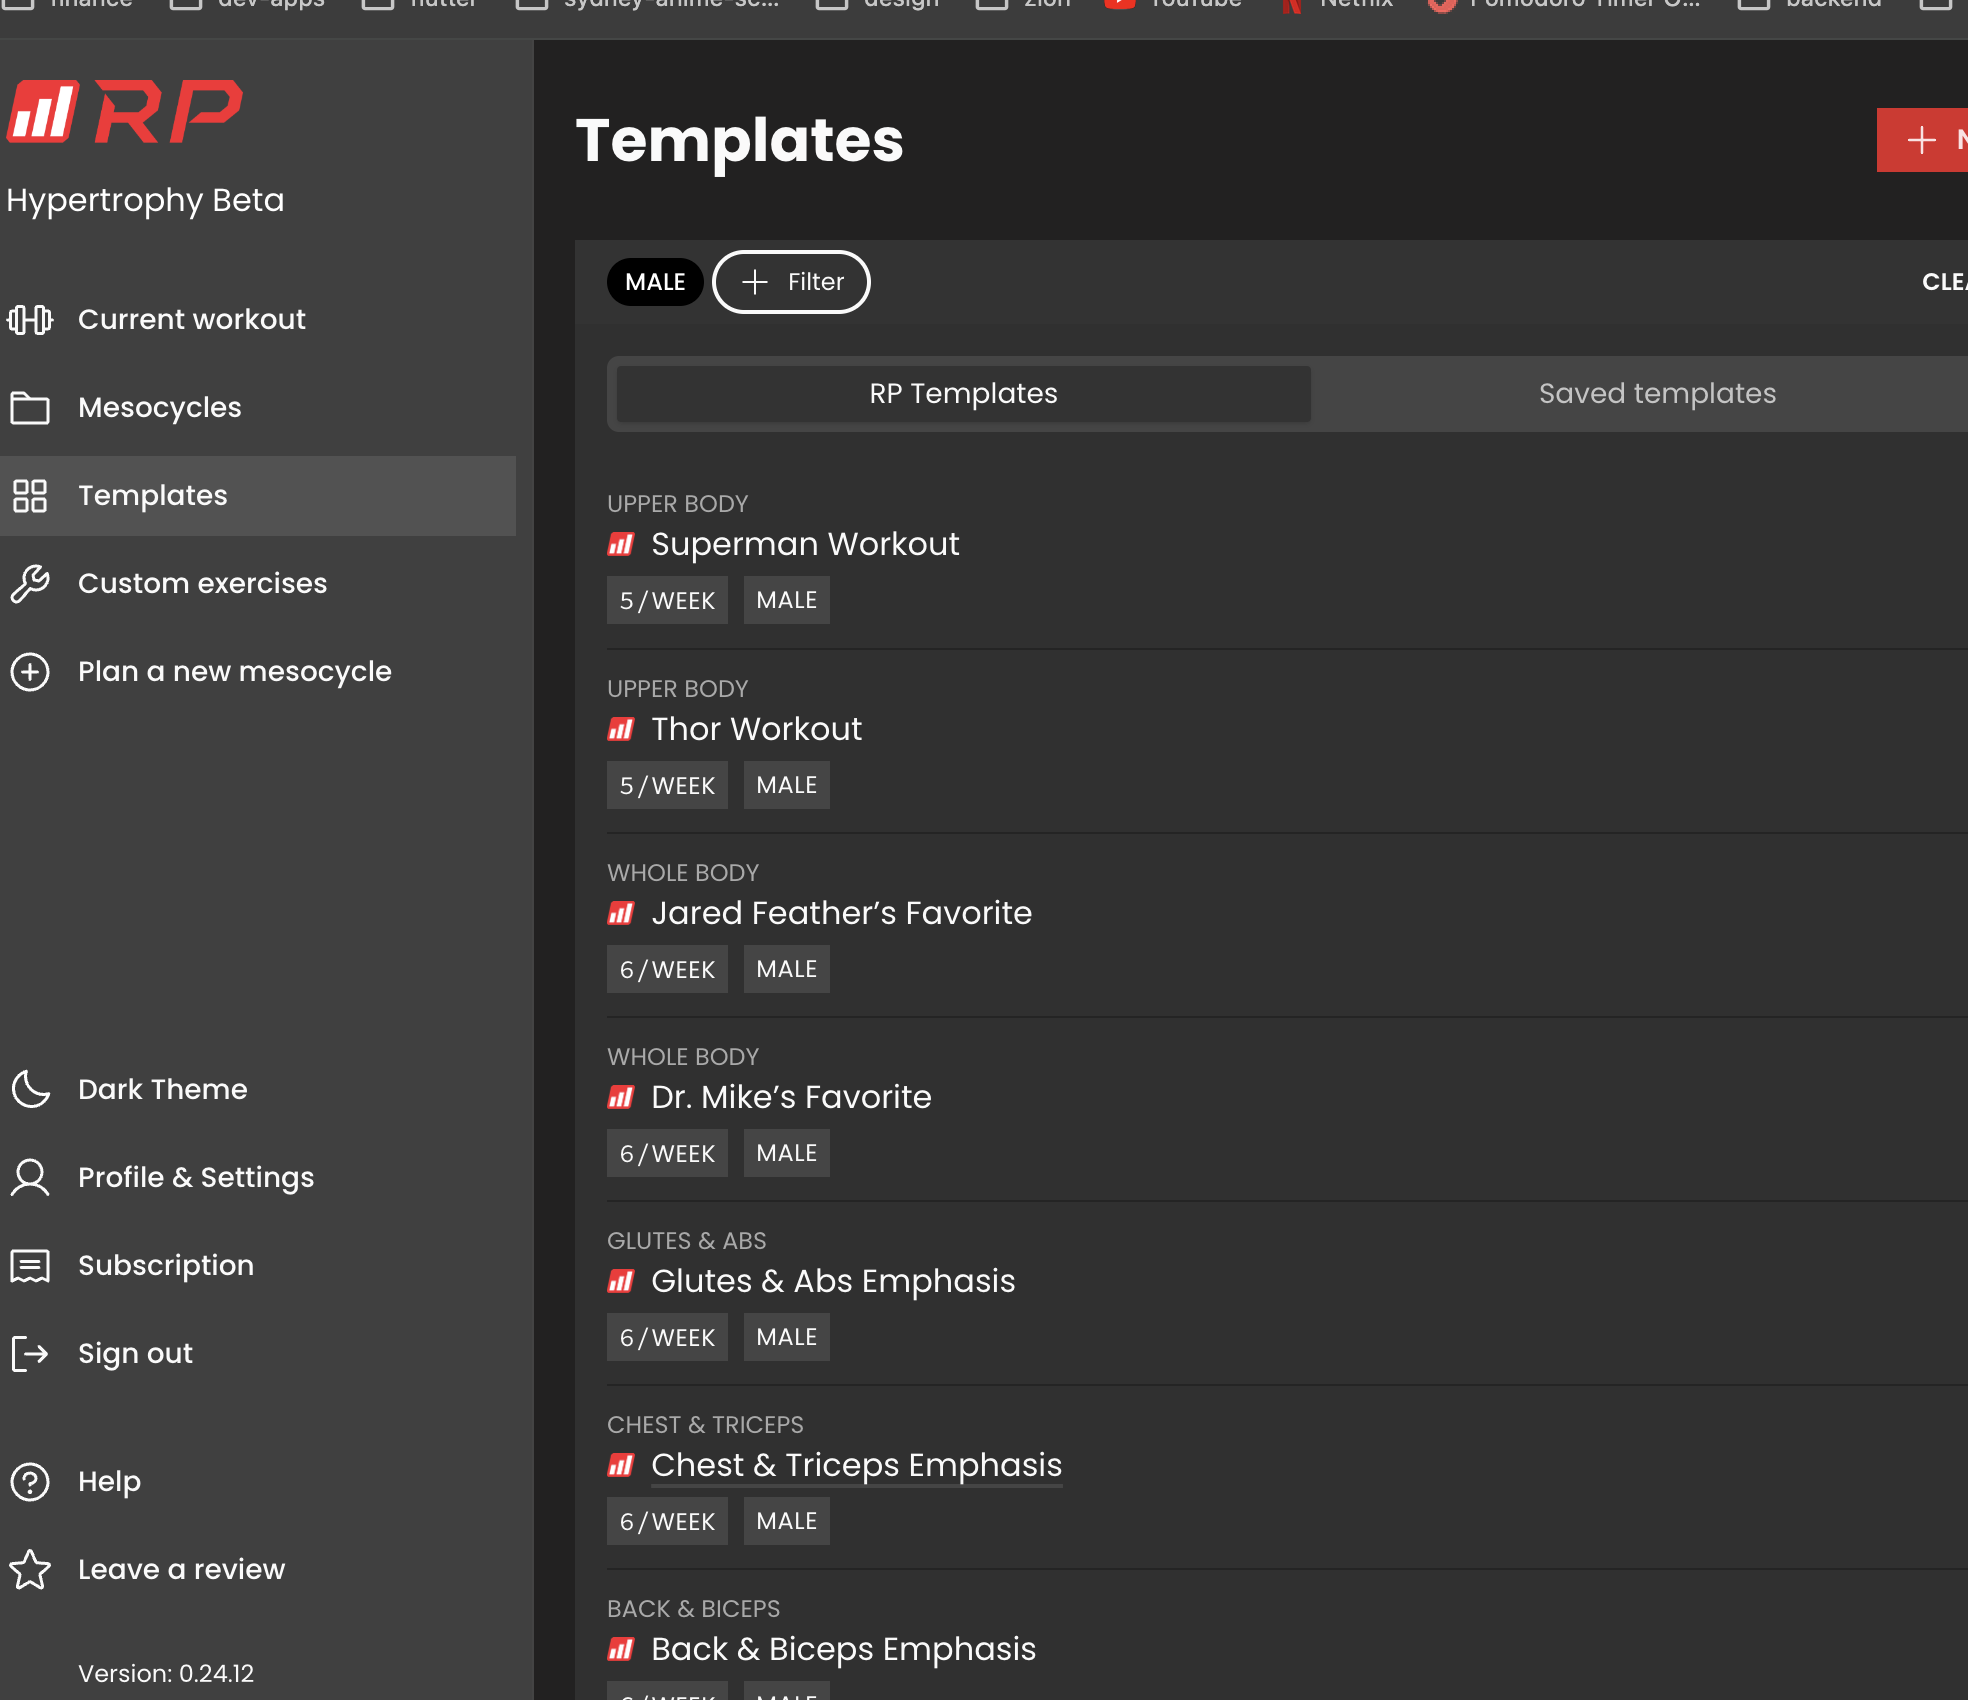 finance
dev-apps
flutter
sydney-anime-sc...
design
zion
YouTube
Netflix
Pomodoro Timer O...
backend
RP
Hypertrophy Beta
Current workout
Mesocycles
Templates
Custom exercises
Plan a new mesocycle
Dark Theme
Profile & Settings
Subscription
Sign out
Help
Leave a review
Version: 0.24.12
Templates
+ N
MALE
+ Filter
CLEA
RP Templates
Saved templates
UPPER BODY
Superman Workout
5/WEEK MALE
UPPER BODY
Thor Workout
5/WEEK MALE
WHOLE BODY
Jared Feather’s Favorite
6/WEEK MALE
WHOLE BODY
Dr. Mike’s Favorite
6/WEEK MALE
GLUTES & ABS
Glutes & Abs Emphasis
6/WEEK MALE
CHEST & TRICEPS
Chest & Triceps Emphasis
6/WEEK MALE
BACK & BICEPS
Back & Biceps Emphasis
6/WEEK MALE